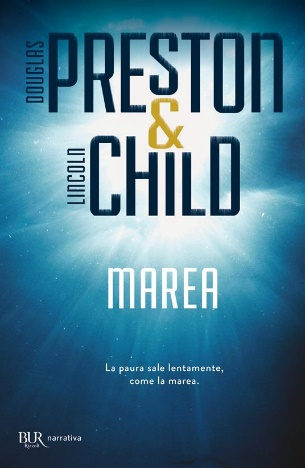 DOUGLAS
PRESTON
&
LINCOLN
CHILD
MAREA
La paura sale lentamente,
come la marea.
BUR narrativa
Rizzoli